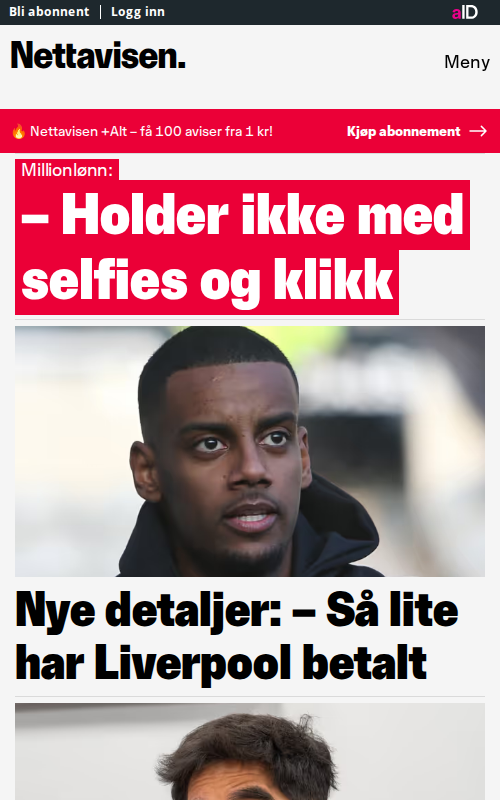 Bli abonnent
Logg inn
aID
Nettavisen.
Meny
🔥 Nettavisen +Alt – få 100 aviser fra 1 kr!
Kjøp abonnement →
Millionlønn:
– Holder ikke med
selfies og klikk
Nye detaljer: – Så lite
har Liverpool betalt